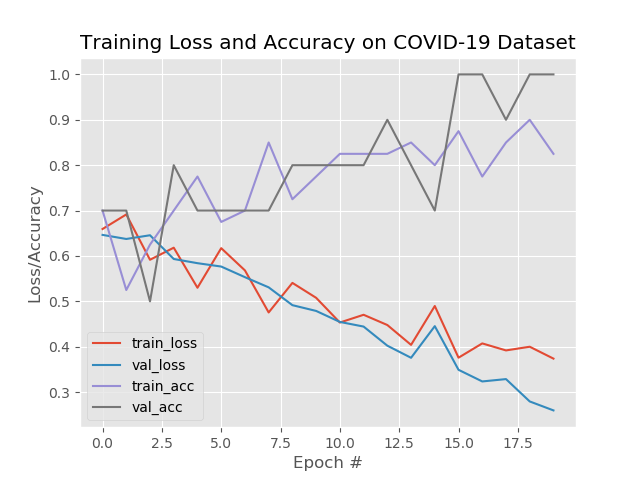 Training Loss and Accuracy on COVID-19 Dataset
1.0
0.9
0.8
0.7
0.6
0.5
0.4
0.3
Loss/Accuracy
train_loss
val_loss
train_acc
val_acc
0.0 2.5 5.0 7.5 10.0 12.5 15.0 17.5
Epoch #